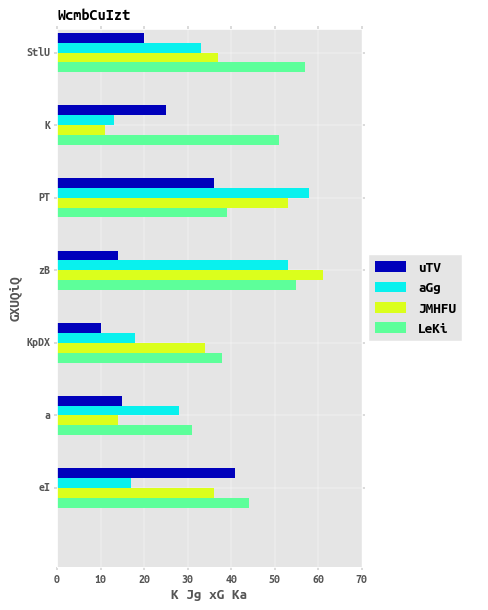 WcmbCuIzt
StlU
K
PT
zB
KpDX
a
eI
GXUQiQ
0 10 20 30 40 50 60 70
K Jg xG Ka
uTV
aGg
JMHFU
LeKi